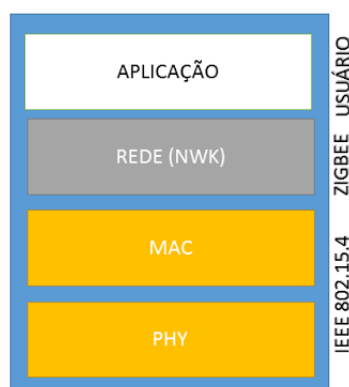 APLICAÇÃO
USUÁRIO
REDE (NWK)
ZIGBEE
MAC
PHY
IEEE 802.15.4